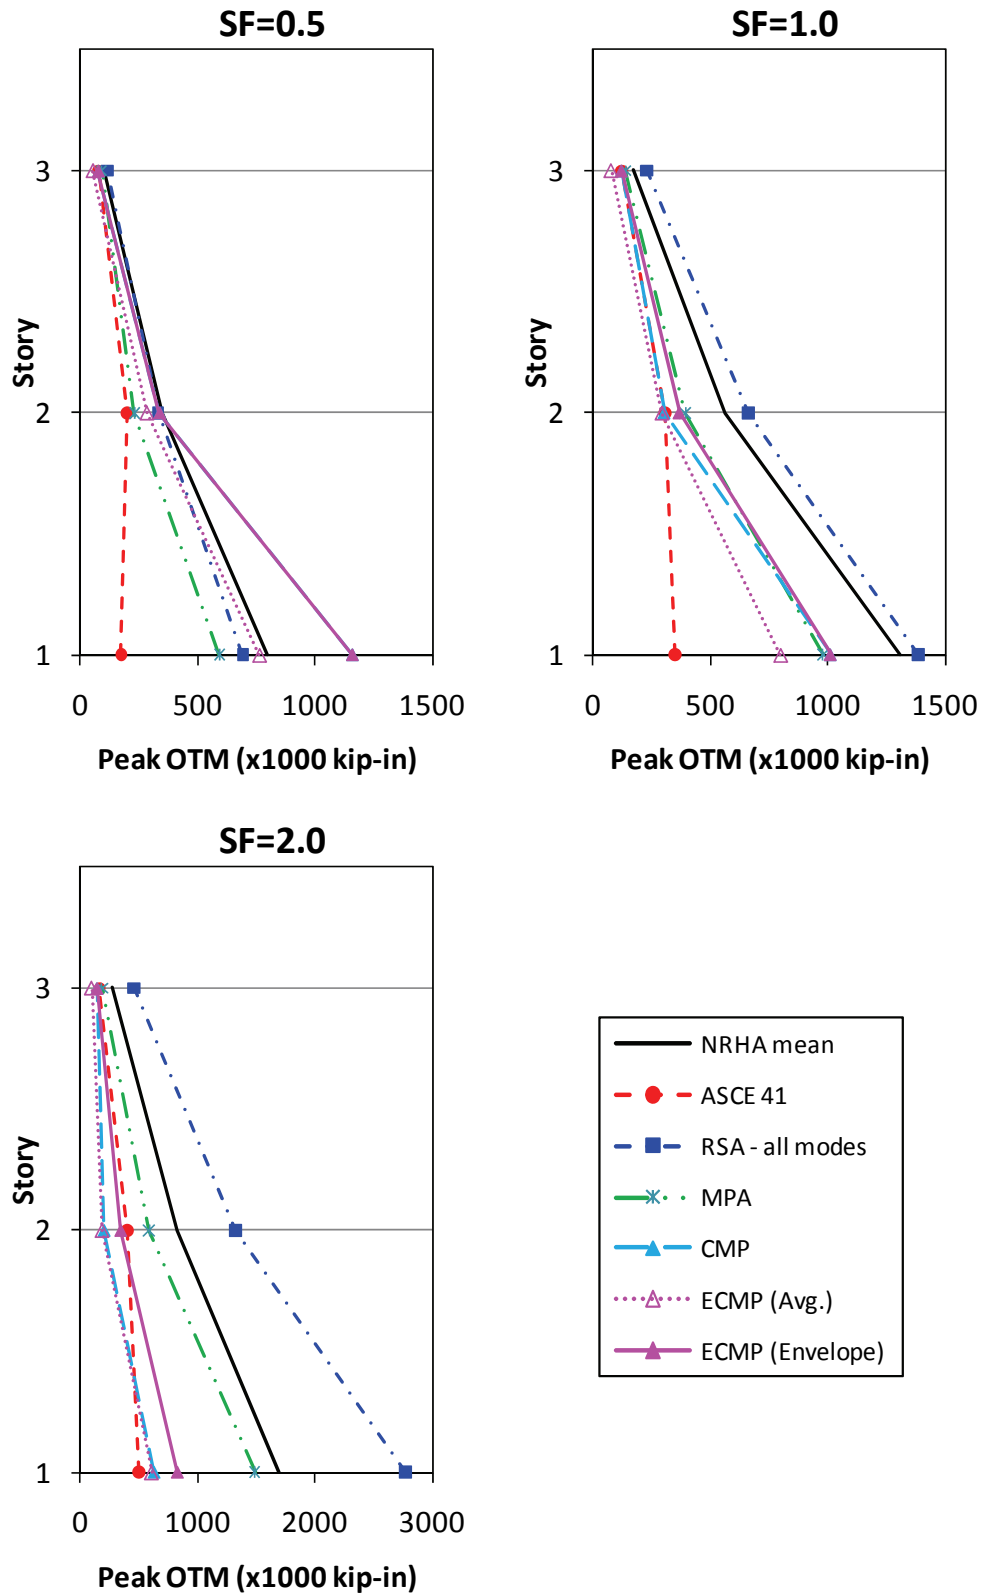 SF=0.5
3
2
1
Story
0 500 1000 1500
Peak OTM (x1000 kip-in)
SF=1.0
3
2
1
Story
0 500 1000 1500
Peak OTM (x1000 kip-in)
SF=2.0
3
2
1
Story
0 1000 2000 3000
Peak OTM (x1000 kip-in)
NRHA mean
ASCE 41
RSA - all modes
MPA
CMP
ECMP (Avg.)
ECMP (Envelope)